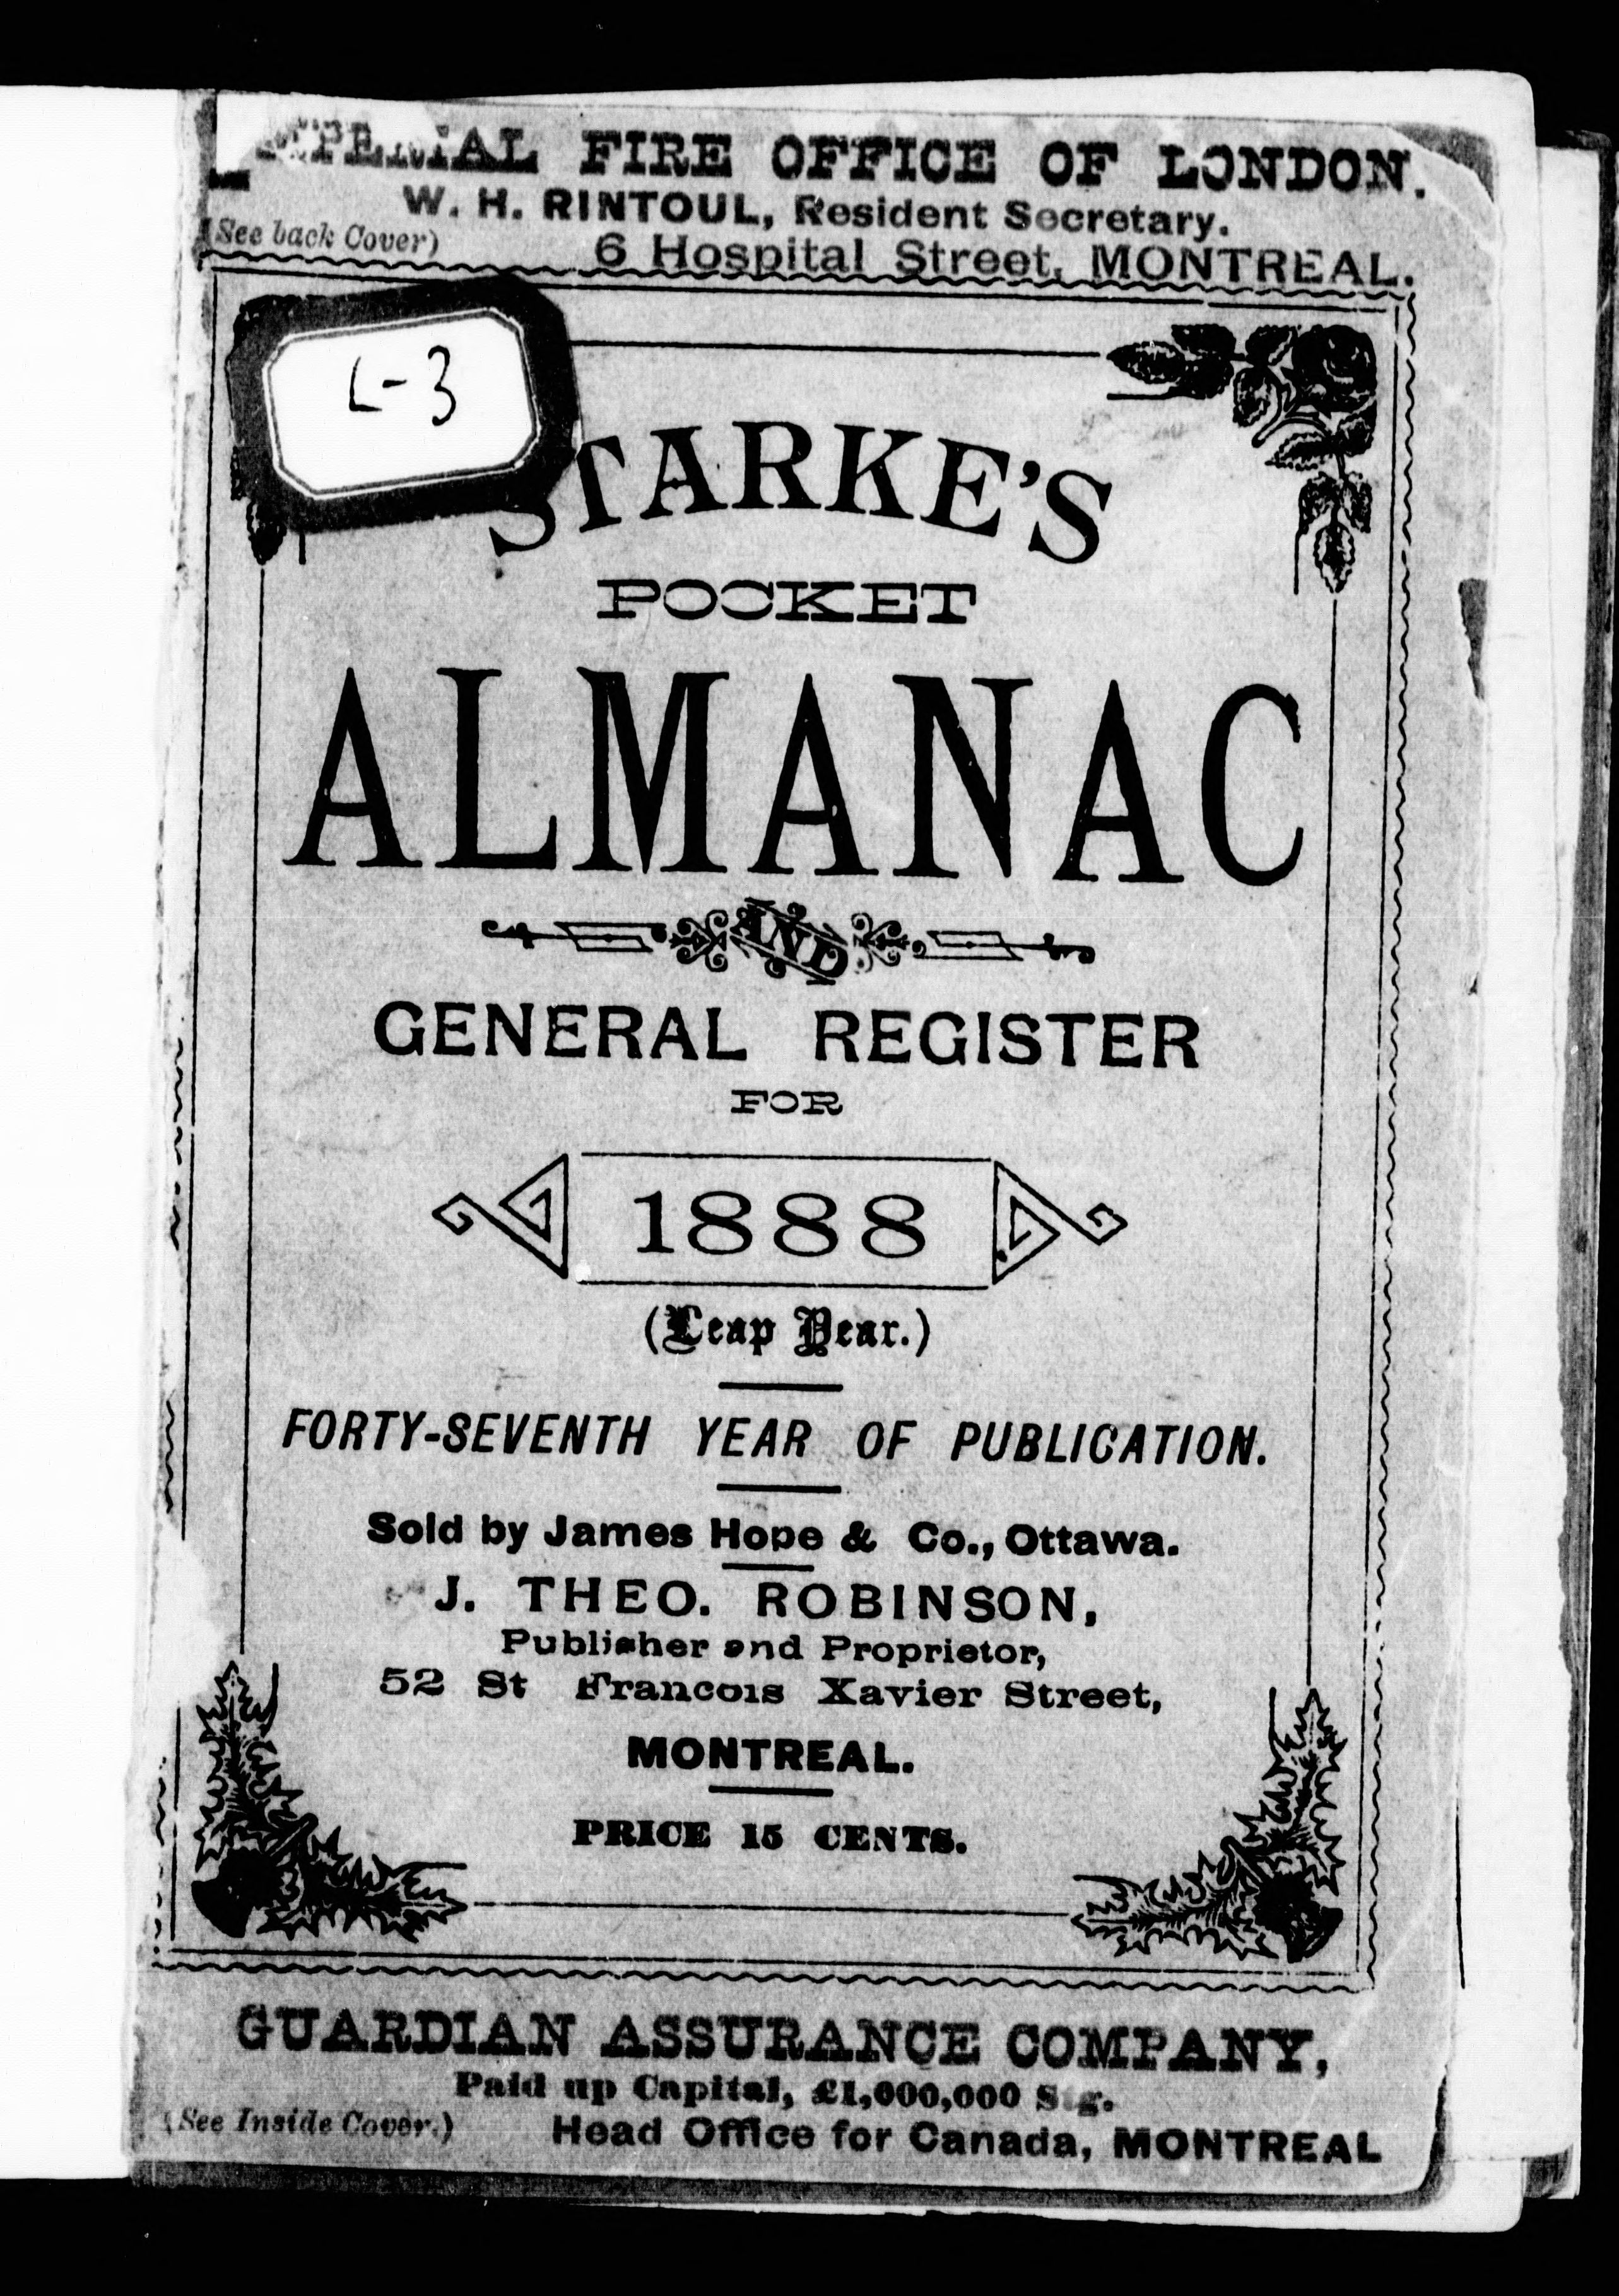 IMPERIAL FIRE OFFICE OF LONDON.
W. H. RINTOUL, Resident Secretary.
(See back Cover)
6 Hospital Street, MONTREAL.
L-3
STARKE'S
POCKET
ALMANAC
AND
GENERAL REGISTER
FOR
1888
(Leap Year.)
FORTY-SEVENTH YEAR OF PUBLICATION.
Sold by James Hope & Co., Ottawa.
J. THEO. ROBINSON,
Publisher and Proprietor,
52 St Francois Xavier Street,
MONTREAL.
PRICE 15 CENTS.
GUARDIAN ASSURANCE COMPANY,
Paid up Capital, £1,000,000 Stg.
(See Inside Cover.)
Head Office for Canada, MONTREAL